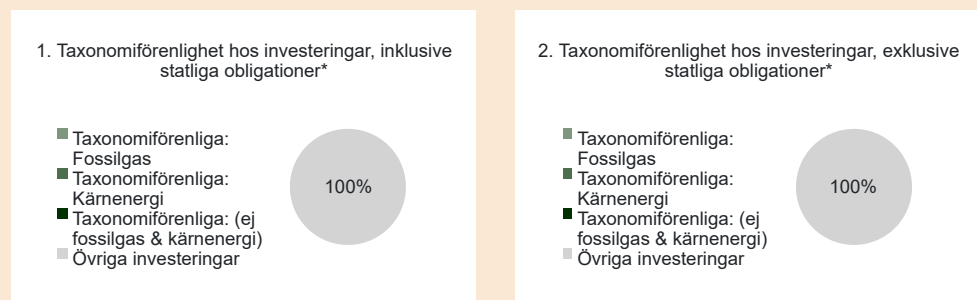 1. Taxonomiförenlighet hos investeringar, inklusive
statliga obligationer*
Taxonomiförenliga:
Fossilgas
Taxonomiförenliga:
Kärnenergi
Taxonomiförenliga: (ej
fossilgas & kärnenergi)
Övriga investeringar
100%
2. Taxonomiförenlighet hos investeringar, exklusive
statliga obligationer*
Taxonomiförenliga:
Fossilgas
Taxonomiförenliga:
Kärnenergi
Taxonomiförenliga: (ej
fossilgas & kärnenergi)
Övriga investeringar
100%